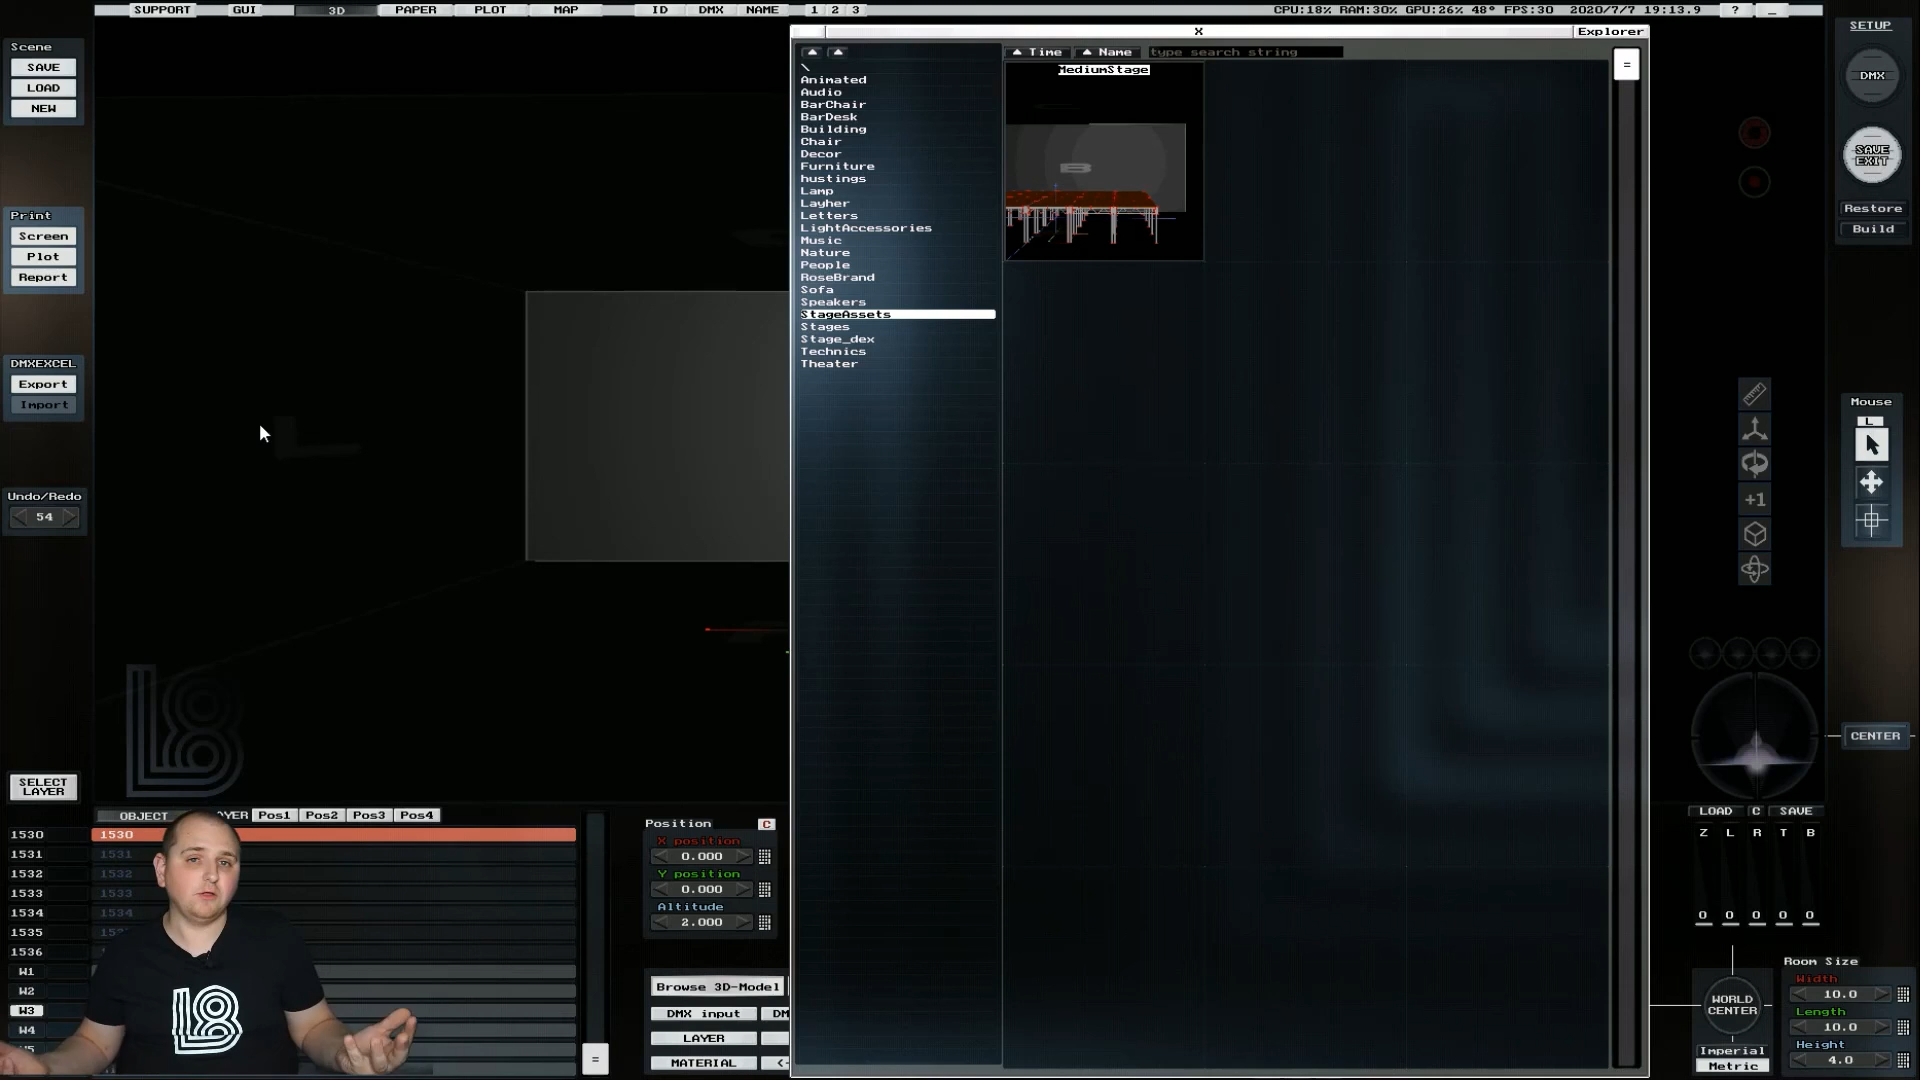 SUPPORT GUI 3D PAPER PLOT MAP ID DMX NAME 1 2 3 CPU:18% RAM:30% GPU:26% 48° FPS:30 2020/7/7 19:13.9 ? _
Scene
SAVE
LOAD
NEW
Print
Screen
Plot
Report
DMXEXCEL
Export
Import
Undo/Redo
54
SELECT LAYER
X Explorer
Time Name type search string
\
Animated
Audio
BarChair
BarDesk
Building
Chair
Decor
Furniture
hustings
Lamp
Layher
Letters
LightAccessories
Music
Nature
People
RoseBrand
Sofa
Speakers
StageAssets
Stages
Stage_dex
Technics
Theater
MediumStage
=
SETUP
DMX
SAVE EXIT
Restore
Build
Mouse
L
+1
CENTER
LOAD C SAVE
Z L R T B
0 0 0 0 0
WORLD CENTER
Imperial
Metric
Room Size
Width
10.0
Length
10.0
Height
4.0
OBJECT Pos1 Pos2 Pos3 Pos4
1530 1530
1531 1531
1532 1532
1533 1533
1534 1534
1535
1536
W1
W2
W3
W4
=
Position C
X position
0.000
Y position
0.000
Altitude
2.000
Browse 3D-Model
DMX input
LAYER
MATERIAL
LB